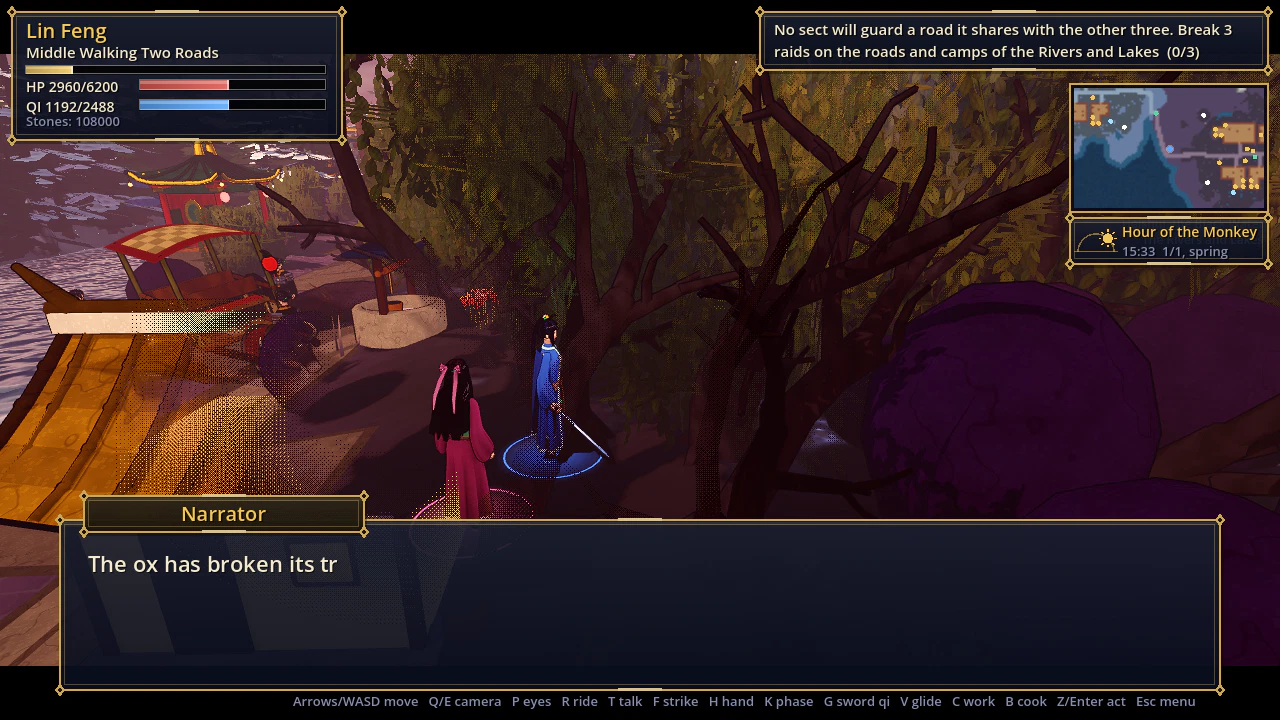 Lin Feng
Middle Walking Two Roads
HP 2960/6200
QI 1192/2488
Stones: 108000
No sect will guard a road it shares with the other three. Break 3
raids on the roads and camps of the Rivers and Lakes (0/3)
Hour of the Monkey
15:33 1/1, spring
Narrator
The ox has broken its tr
Arrows/WASD move Q/E camera P eyes R ride T talk F strike H hand K phase G sword qi V glide C work B cook Z/Enter act Esc menu